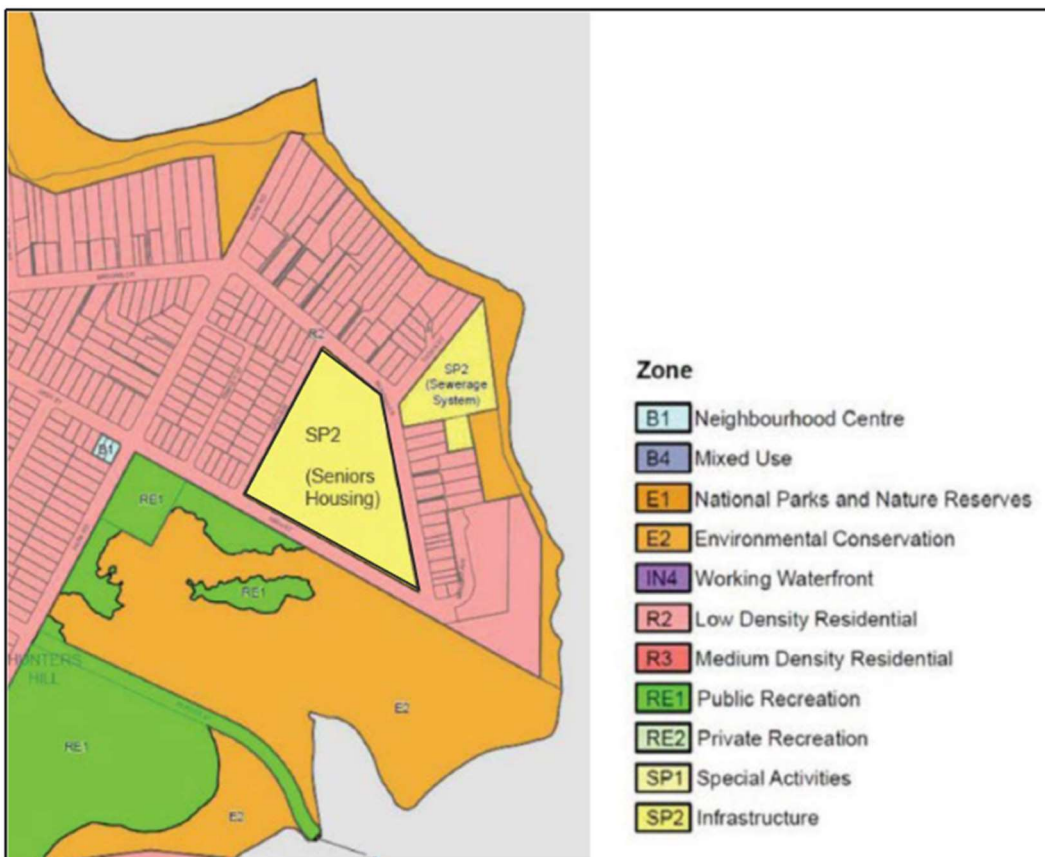 R2
SP2
(Sewerage
System)
SP2
(Seniors
Housing)
B1
RE1
RE1
HUNTERS
HILL
E2
RE1
E2
Zone
B1 Neighbourhood Centre
B4 Mixed Use
E1 National Parks and Nature Reserves
E2 Environmental Conservation
IN4 Working Waterfront
R2 Low Density Residential
R3 Medium Density Residential
RE1 Public Recreation
RE2 Private Recreation
SP1 Special Activities
SP2 Infrastructure